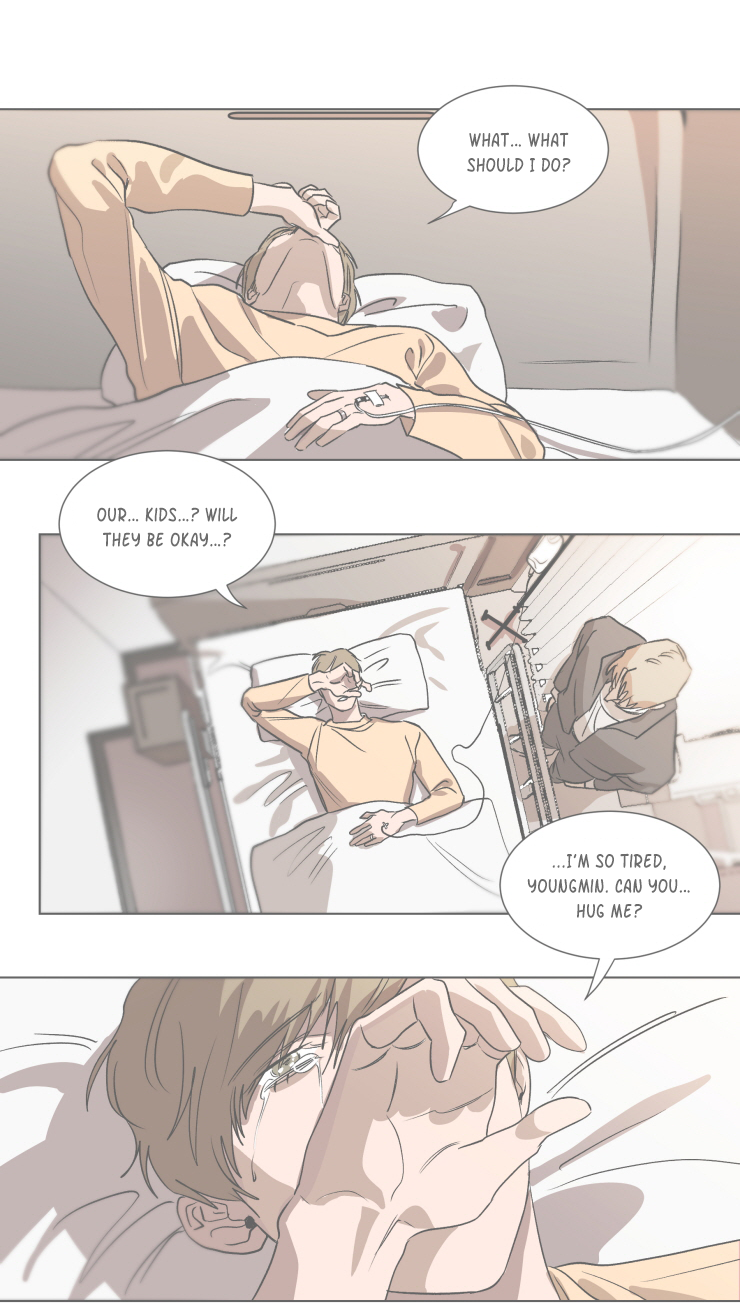 WHAT... WHAT
SHOULD I DO?
OUR... KIDS...? WILL
THEY BE OKAY...?
...I'M SO TIRED,
YOUNGMIN. CAN YOU...
HUG ME?